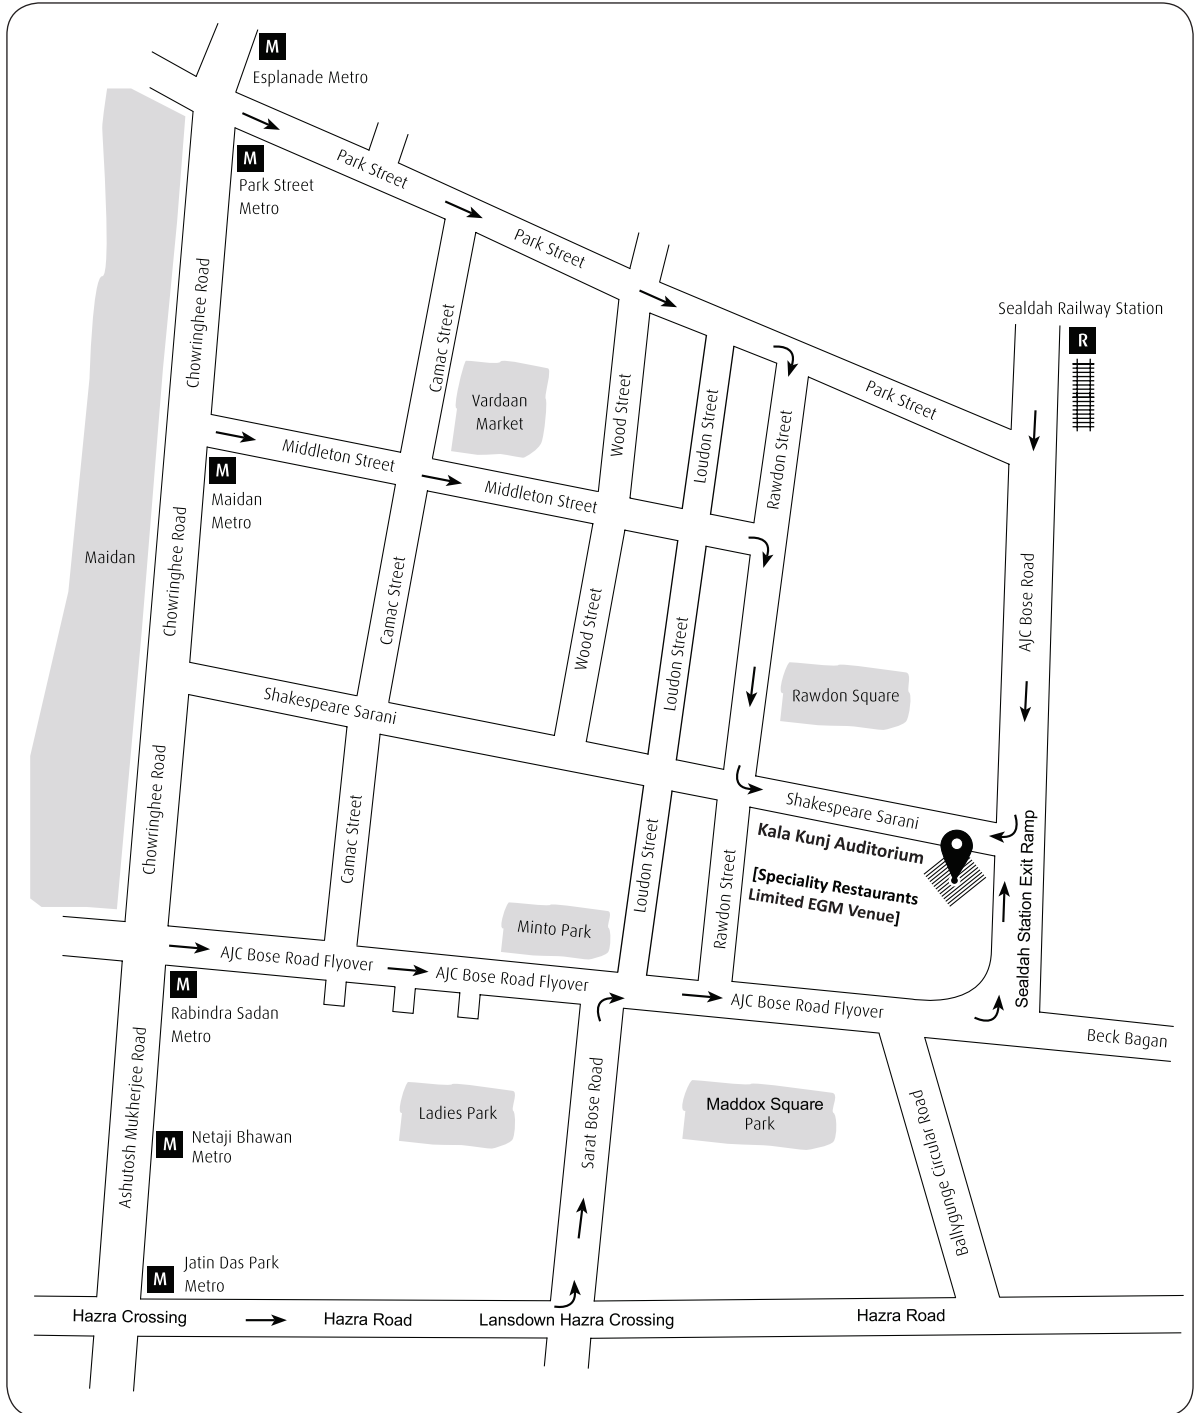 M
Esplanade Metro
M
Park Street
Metro
Park Street
Park Street
Sealdah Railway Station
R
Chowringhee Road
Camac Street
Vardaan
Market
Wood Street
Loudon Street
Rawdon Street
Park Street
Middleton Street
M
Maidan
Metro
Middleton Street
Maidan
Chowringhee Road
Camac Street
Wood Street
Loudon Street
AJC Bose Road
Rawdon Square
Shakespeare Sarani
Chowringhee Road
Camac Street
Shakespeare Sarani
Kala Kunj Auditorium
[Speciality Restaurants
Limited EGM Venue]
Loudon Street
Rawdon Street
Sealdah Station Exit Ramp
Minto Park
AJC Bose Road Flyover
AJC Bose Road Flyover
AJC Bose Road Flyover
M
Rabindra Sadan
Metro
Beck Bagan
Ashutosh Mukherjee Road
Ladies Park
Sarat Bose Road
Maddox Square
Park
Ballygunge Circular Road
M
Netaji Bhawan
Metro
M
Jatin Das Park
Metro
Hazra Crossing
Hazra Road
Lansdown Hazra Crossing
Hazra Road